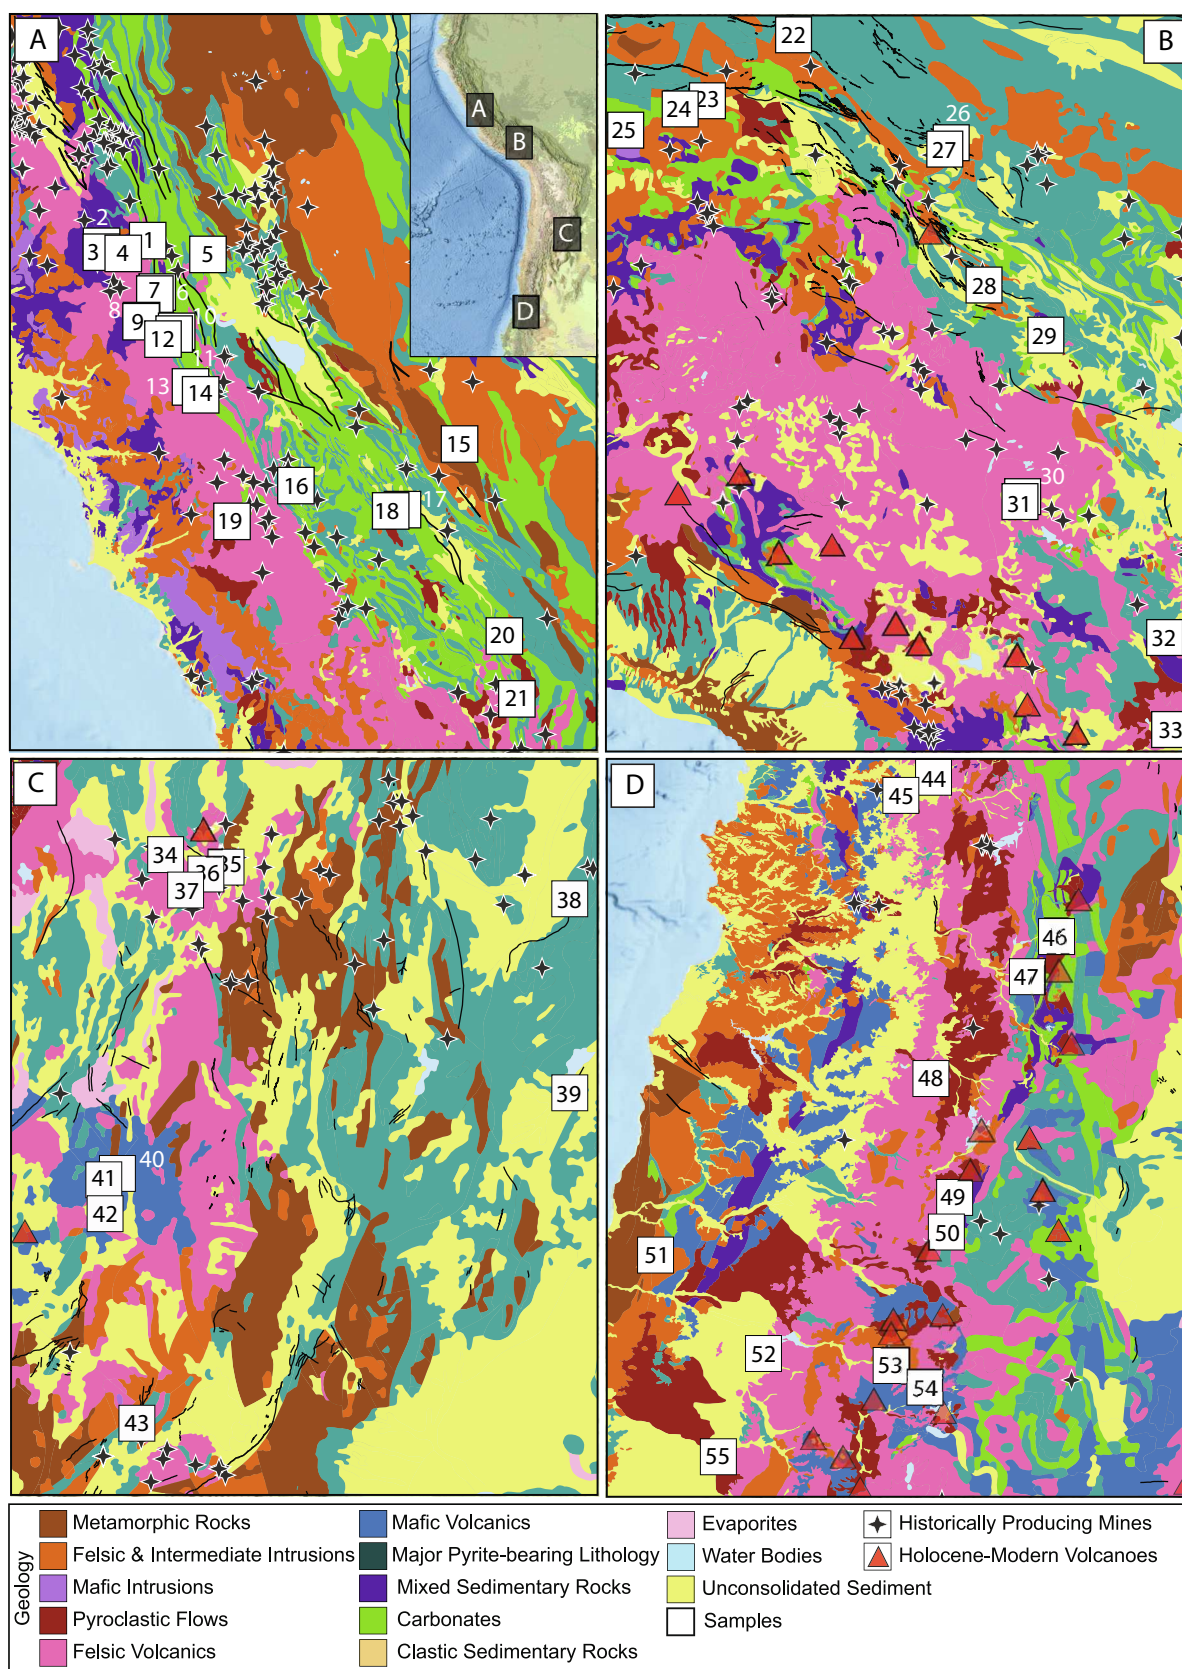 A
A
B
C
D
2
1
3
4
5
6
7
8
9
10
12
11
13
14
15
16
17
18
19
20
21
B
22
23
24
25
26
27
28
29
30
31
32
33
C
34
35
36
37
38
39
40
41
42
43
D
44
45
46
47
48
49
50
51
52
53
54
55
Geology
Metamorphic Rocks
Felsic & Intermediate Intrusions
Mafic Intrusions
Pyroclastic Flows
Felsic Volcanics
Mafic Volcanics
Major Pyrite-bearing Lithology
Mixed Sedimentary Rocks
Carbonates
Clastic Sedimentary Rocks
Evaporites
Water Bodies
Unconsolidated Sediment
Samples
Historically Producing Mines
Holocene-Modern Volcanoes